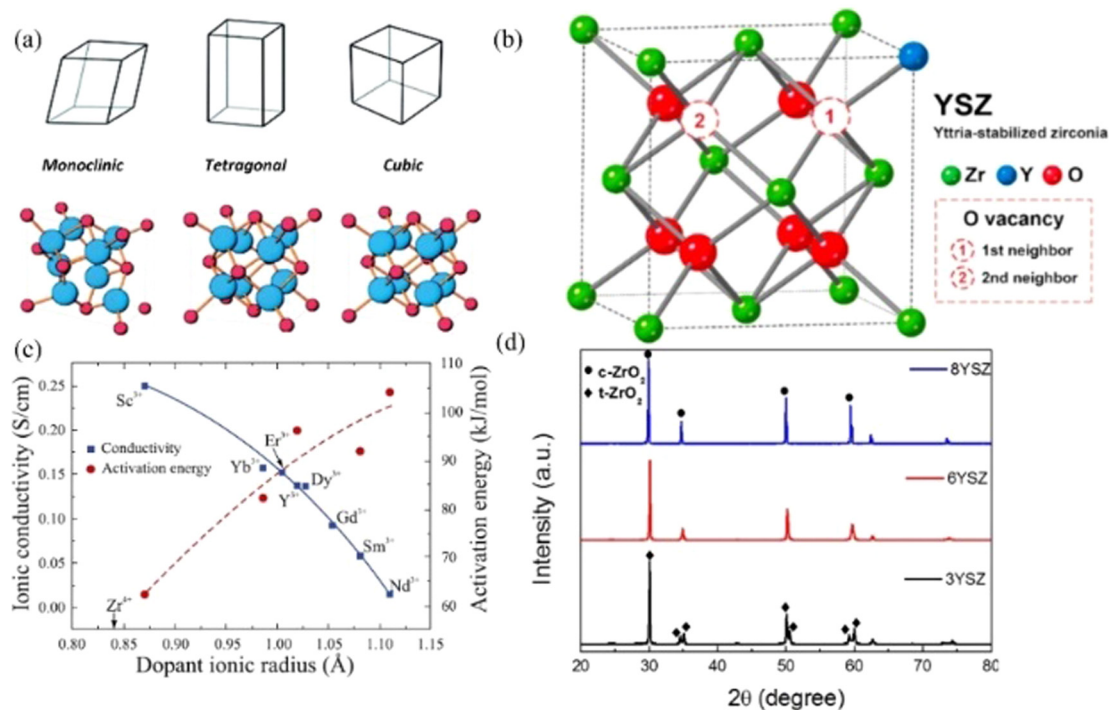 (a)
Monoclinic
Tetragonal
Cubic
(b)
2
1
YSZ
Yttria-stabilized zirconia
Zr Y O
O vacancy
1 1st neighbor
2 2nd neighbor
(c)
Ionic conductivity (S/cm)
0.25
0.20
0.15
0.10
0.05
0.00
Sc³⁺
Conductivity
Activation energy
Yb³⁺
Er³⁺
Y³⁺
Dy³⁺
Gd³⁺
Sm³⁺
Nd³⁺
Zr⁴⁺
110
100
90
80
70
60
Activation energy (kJ/mol)
0.80 0.85 0.90 0.95 1.00 1.05 1.10 1.15
Dopant ionic radius (Å)
(d)
c-ZrO₂
t-ZrO₂
8YSZ
6YSZ
3YSZ
Intensity (a.u.)
20 30 40 50 60 70 80
2θ (degree)